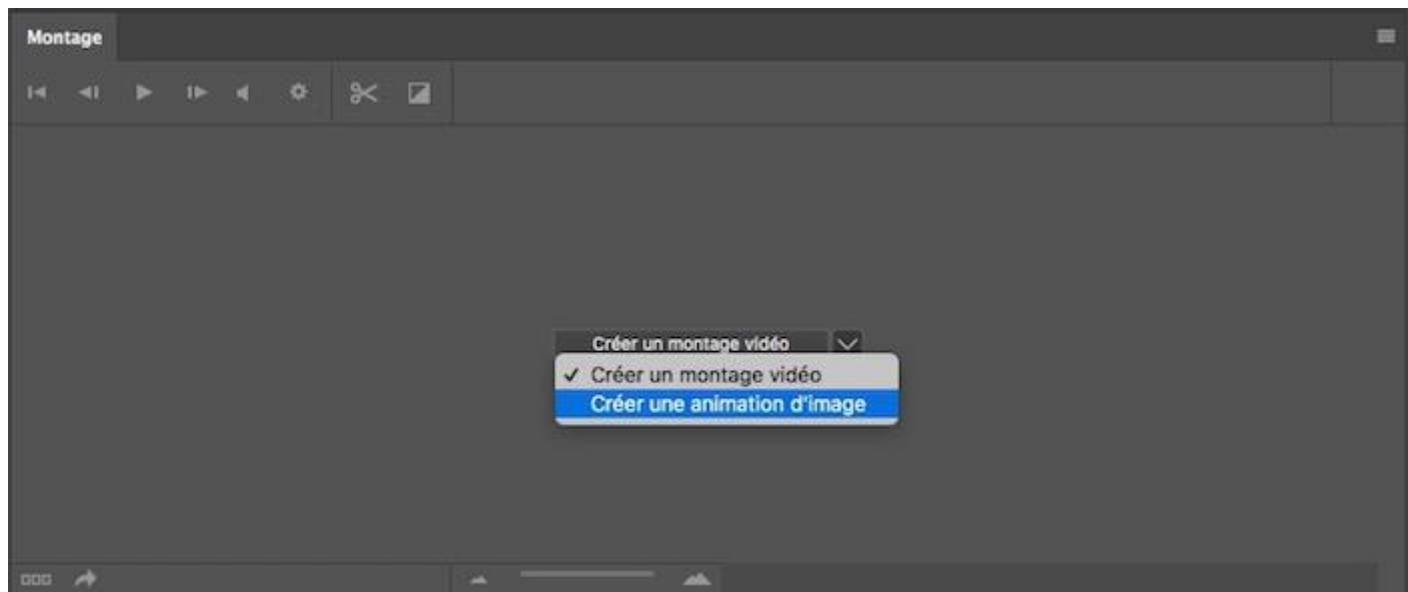 Montage
Créer un montage vidéo
✓ Créer un montage vidéo
Créer une animation d'image